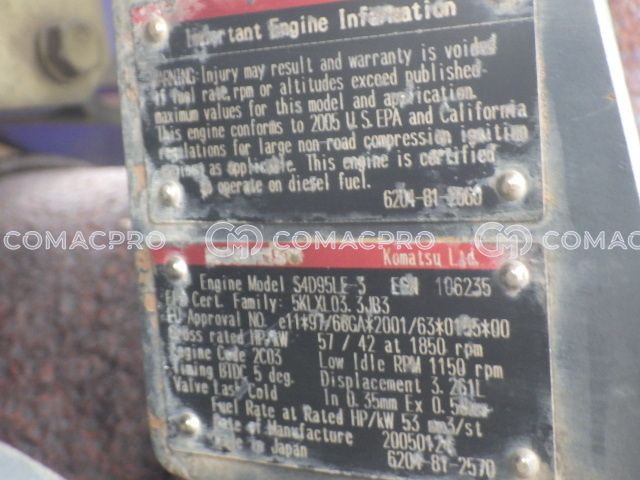 Important Engine Information
WARNING: Injury may result and warranty is voided
if fuel rate, rpm or altitudes exceed published
maximum values for this model and application.
This engine conforms to 2005 U.S. EPA and California
regulations for large non-road compression ignition
engines as applicable. This engine is certified
to operate on diesel fuel.
6204-81-2560
COMACPRO COMACPRO COMACPRO
Komatsu Ltd.
Engine Model S4D95LE-3 ESN 106235
EPA Cert. Family: 5KLXL03.3JB3
EU Approval NO. e11*97/68GA*2001/63*0155*00
Gross rated HP/kW 57 / 42 at 1850 rpm
Engine Code 2C03 Low Idle RPM 1150 rpm
Timing BTDC 5 deg. Displacement 3.261L
Valve Lash Cold In 0.35mm Ex 0.50mm
Fuel Rate at Rated HP/kW 53 mm3/st
Date of Manufacture
Made in Japan 6204-81-2570